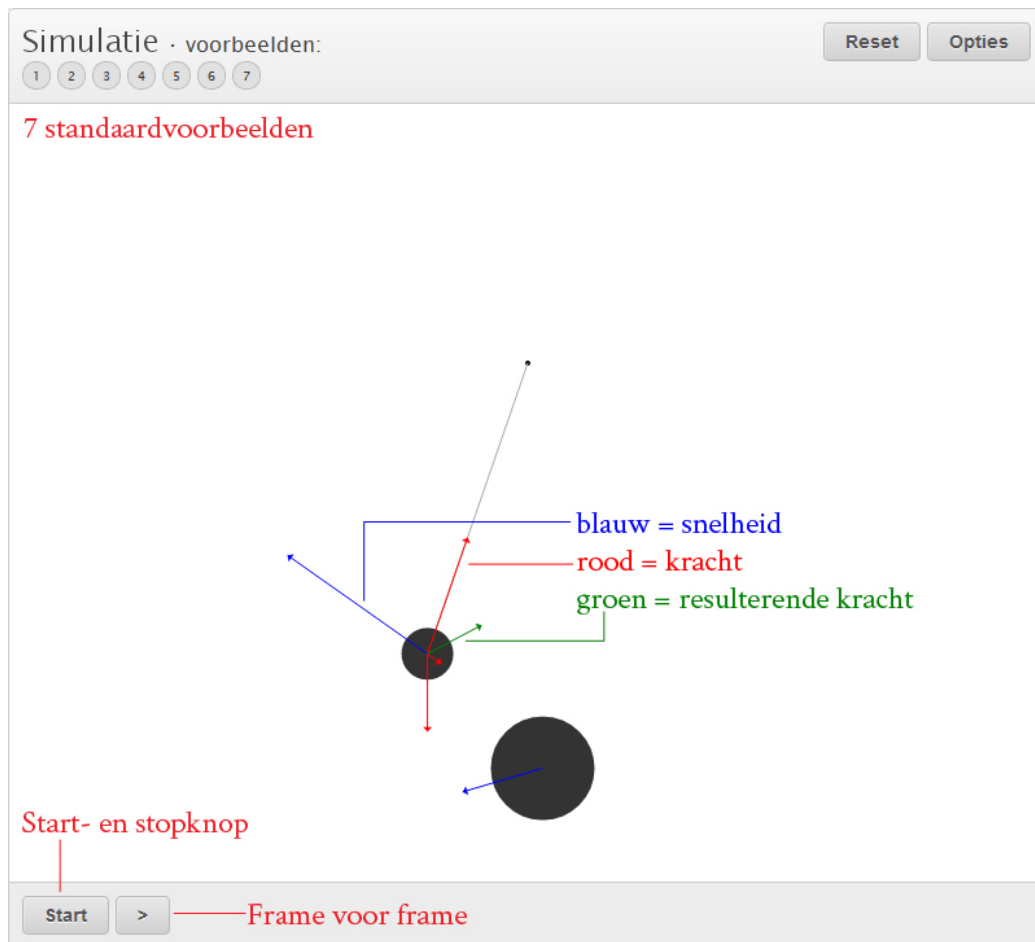 Simulatie · voorbeelden:
Reset
Opties
1 2 3 4 5 6 7
7 standaardvoorbeelden
blauw = snelheid
rood = kracht
groen = resulterende kracht
Start- en stopknop
Start
>
Frame voor frame